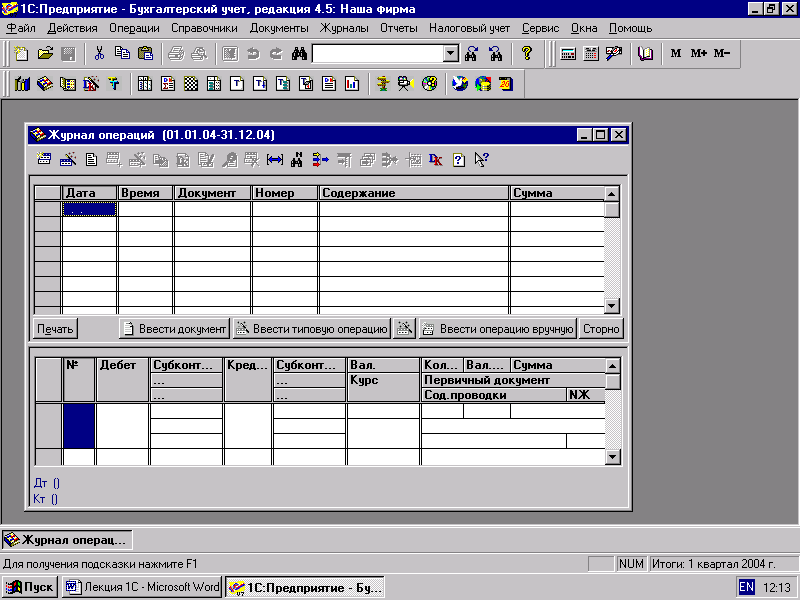 1С:Предприятие - Бухгалтерский учет, редакция 4.5: Наша Фирма
Файл Действия Операции Справочники Документы Журналы Отчеты Налоговый учет Сервис Окна Помощь
M M+ M-
Журнал операций (01.01.04-31.12.04)
Дата Время Документ Номер Содержание Сумма
. .
Печать Ввести документ Ввести типовую операцию Ввести операцию вручную Сторно
№ Дебет Субконт... Кред... Субконт... Вал. Кол... Вал.... Сумма
... ... Курс Первичный документ
... ... Сод.проводки NЖ
Дт ()
Кт ()
Журнал операц...
Для получения подсказки нажмите F1 NUM Итоги: 1 квартал 2004 г.
Пуск Лекция 1С - Microsoft Word 1С:Предприятие - Бу... EN 12:13